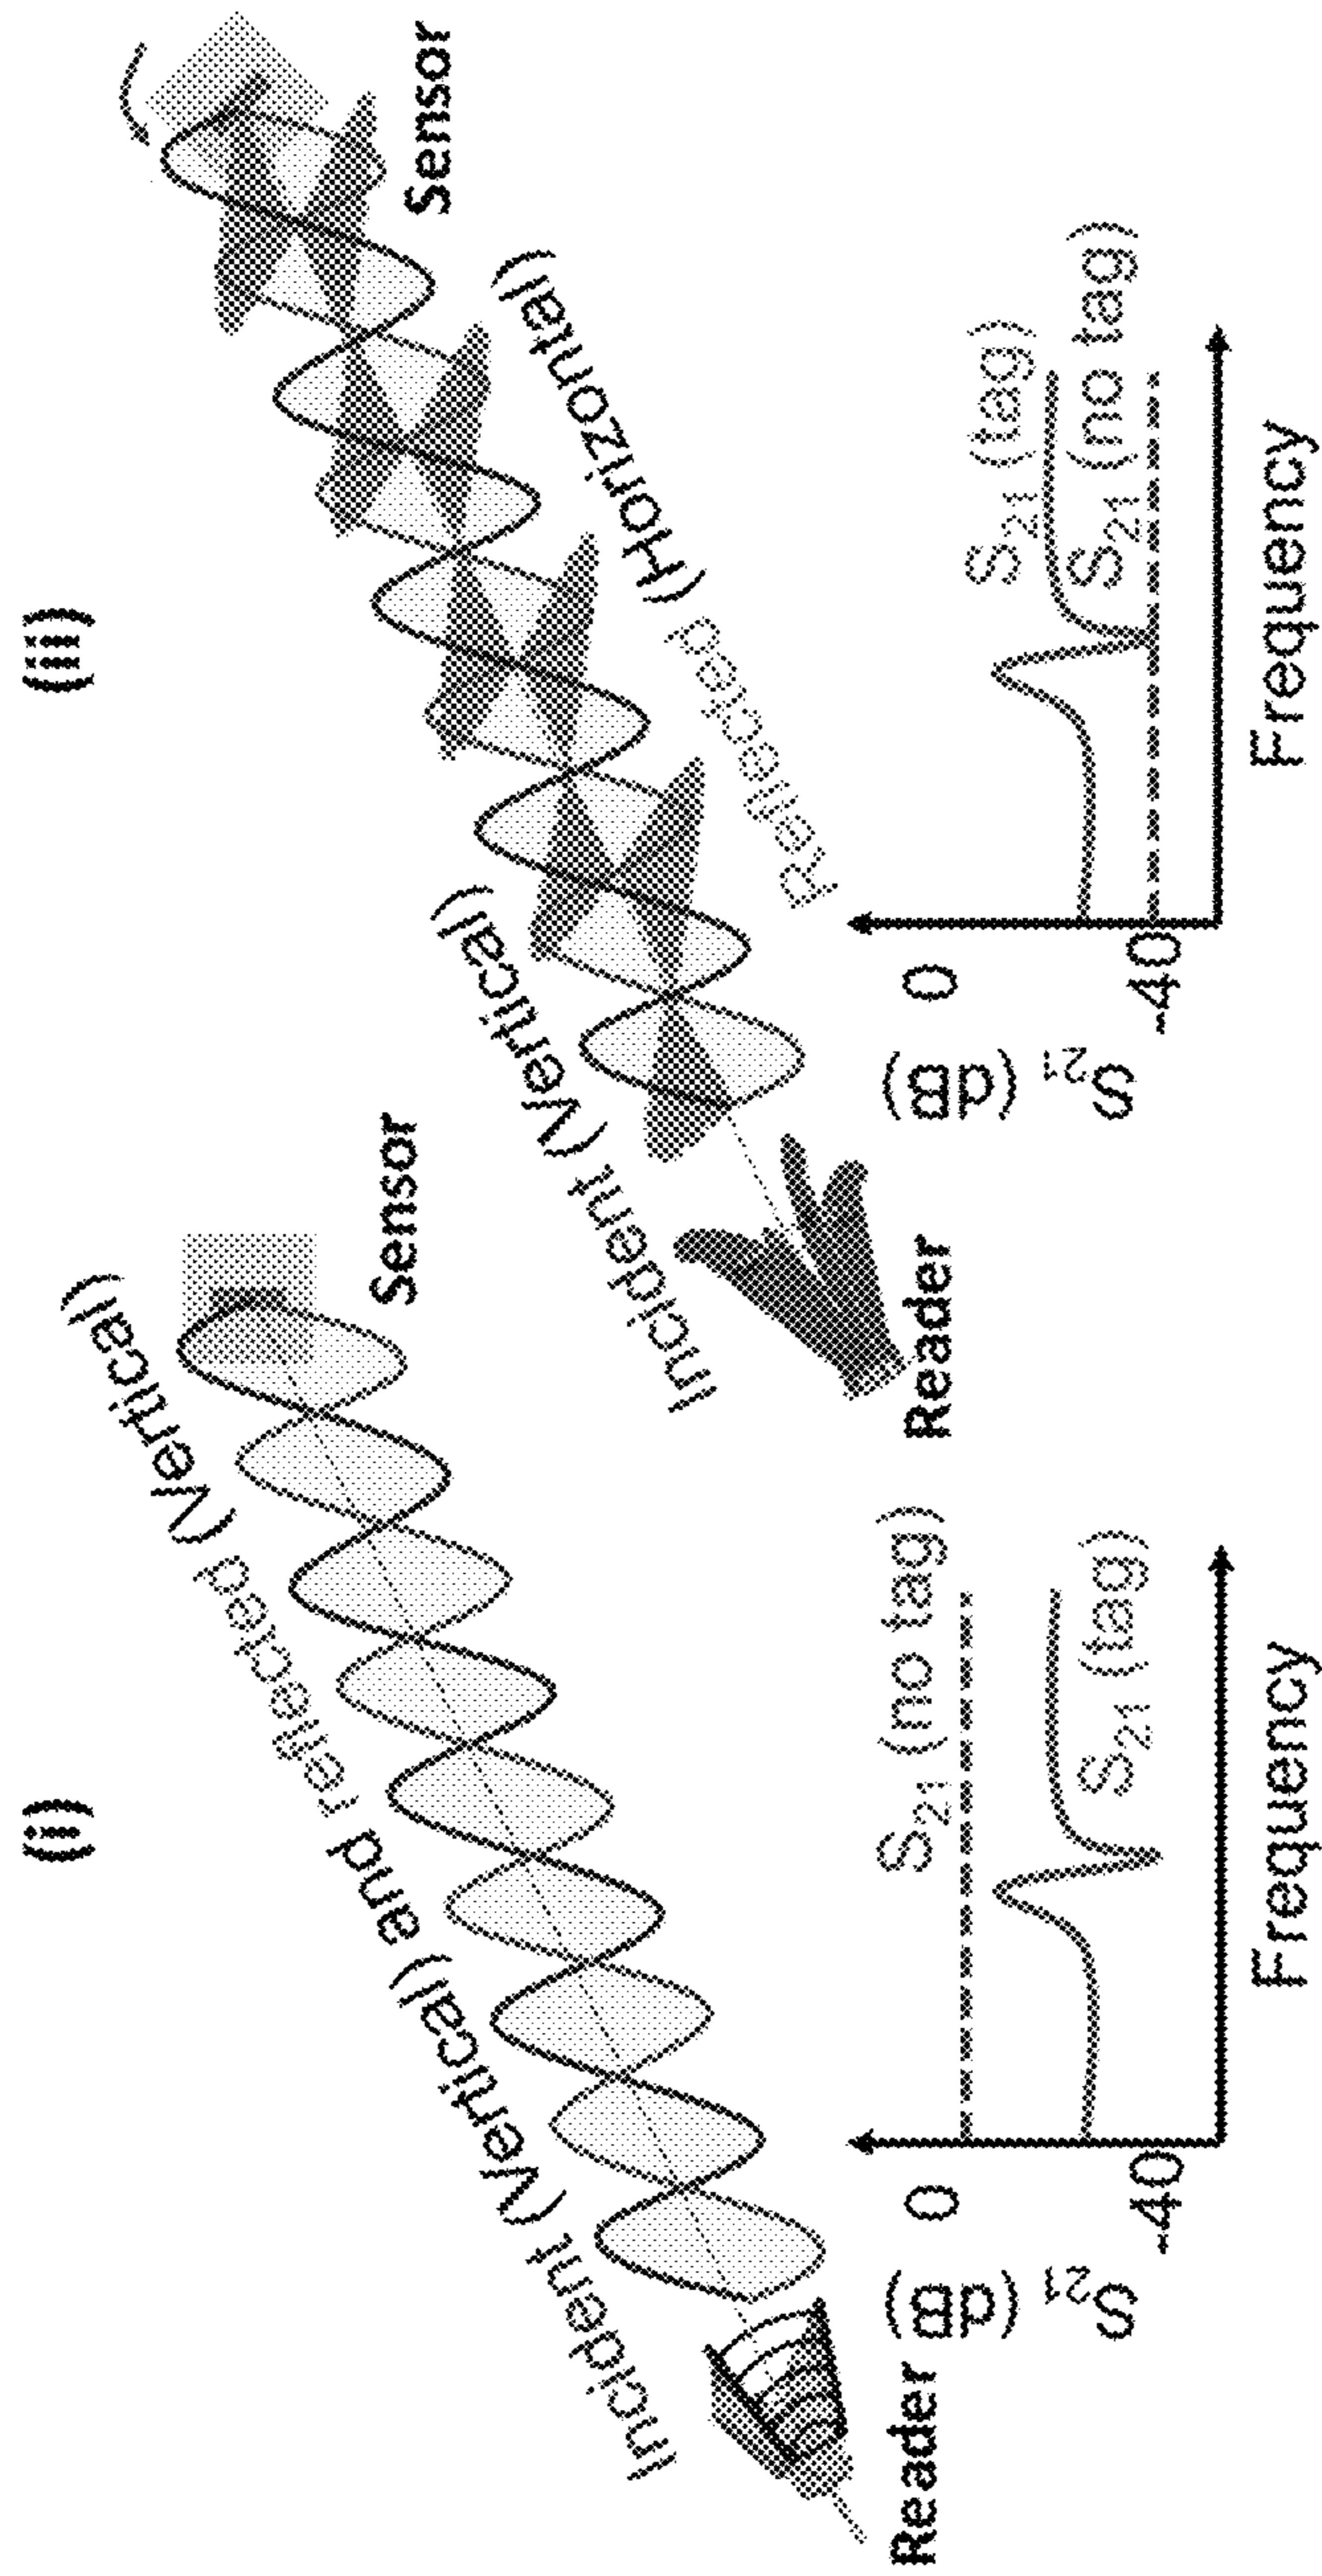 (i)
Incident (Vertical) and reflected (Vertical)
Sensor
Reader
S21 (dB)
0
-40
S21 (no tag)
S21 (tag)
Frequency
(ii)
Incident (Vertical)
Reflected (Horizontal)
Sensor
Reader
S21 (dB)
0
-40
S21 (tag)
S21 (no tag)
Frequency